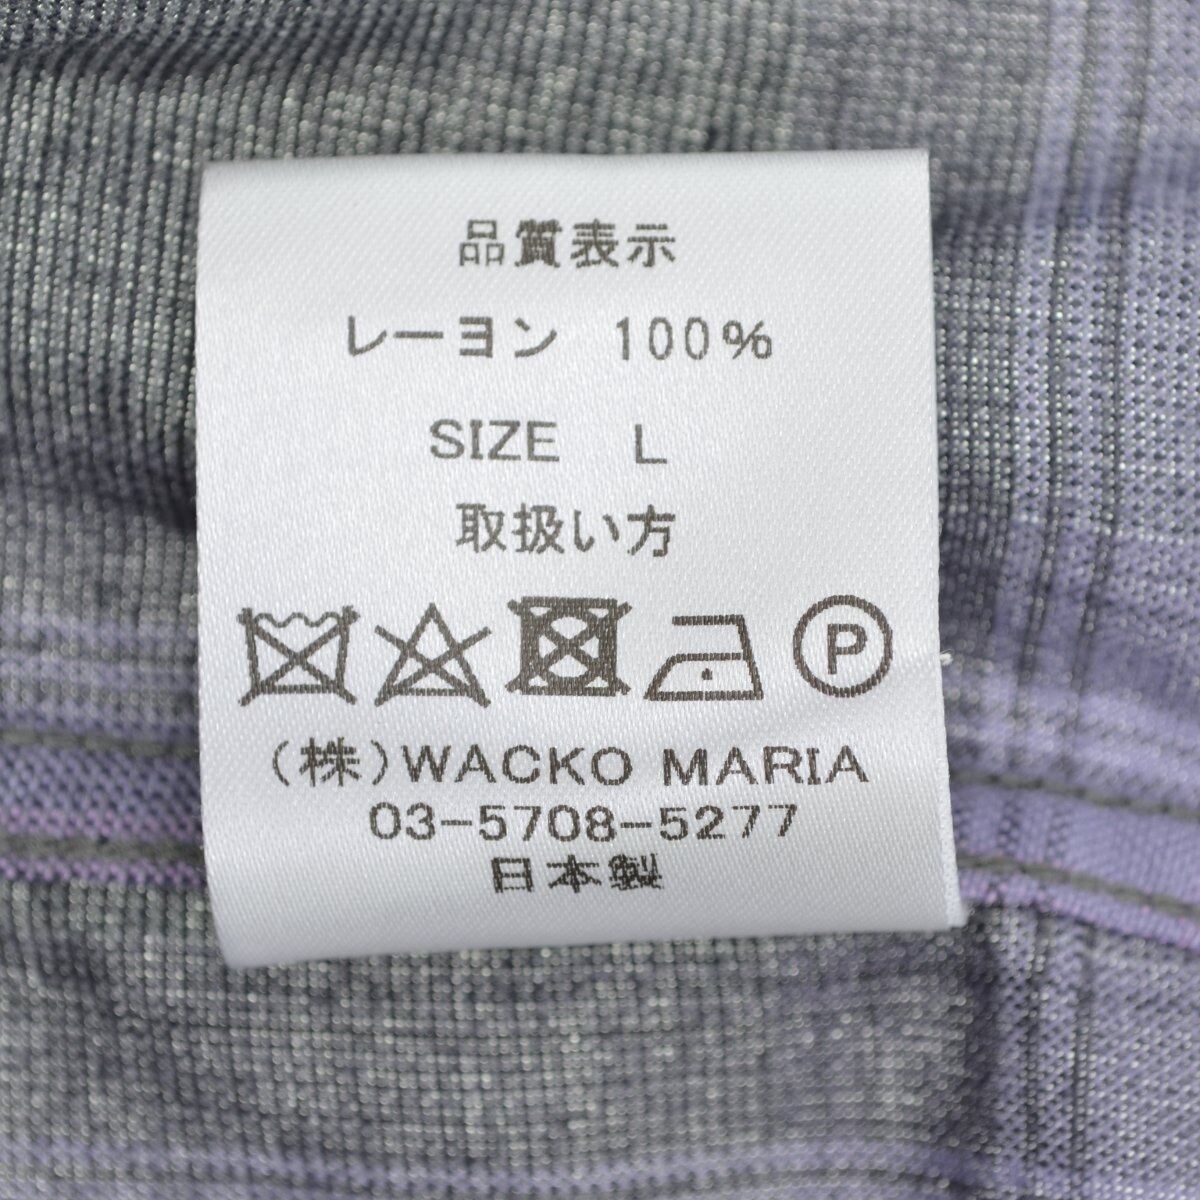 品質表示
レーヨン 100%
SIZE L
取扱い方
P
(株)WACKO MARIA
03-5708-5277
日本製